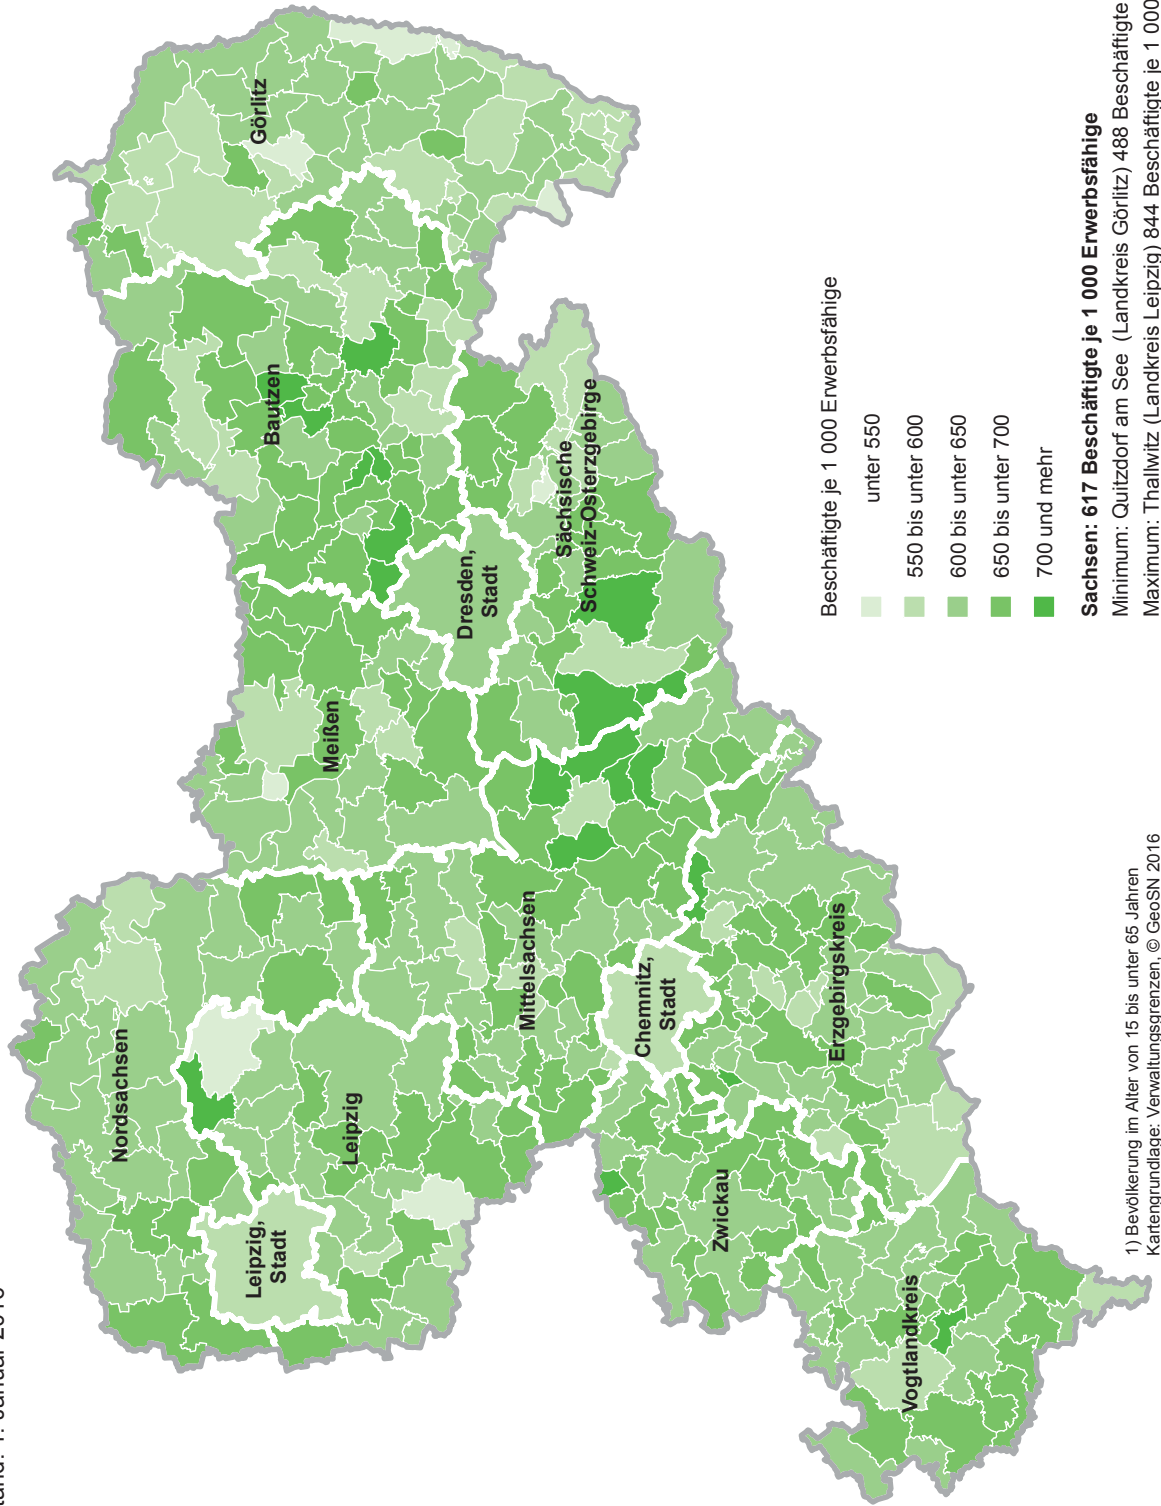 tand: 1. Januar 2016
Nordsachsen
Leipzig,
Stadt
Leipzig
Meißen
Bautzen
Görlitz
Dresden,
Stadt
Sächsische
Schweiz-Osterzgebirge
Mittelsachsen
Chemnitz,
Stadt
Erzgebirgskreis
Zwickau
Vogtlandkreis
Beschäftigte je 1 000 Erwerbsfähige
unter 550
550 bis unter 600
600 bis unter 650
650 bis unter 700
700 und mehr
Sachsen: 617 Beschäftigte je 1 000 Erwerbsfähige
Minimum: Quitzdorf am See (Landkreis Görlitz) 488 Beschäftigte
Maximum: Thallwitz (Landkreis Leipzig) 844 Beschäftigte je 1 000
1) Bevölkerung im Alter von 15 bis unter 65 Jahren
Kartengrundlage: Verwaltungsgrenzen, © GeoSN 2016